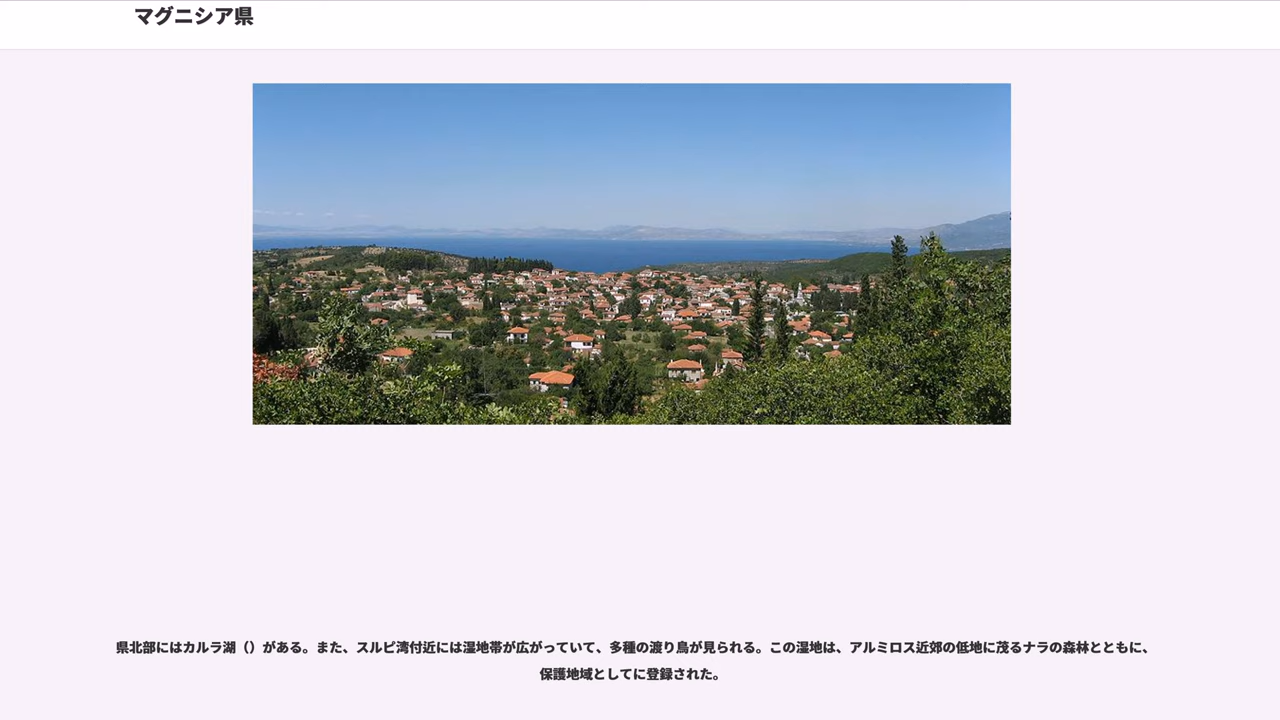 マグニシア県
県北部にはカルラ湖（）がある。また、スルピ湾付近には湿地帯が広がっていて、多種の渡り鳥が見られる。この湿地は、アルミロス近郊の低地に茂るナラの森林とともに、
保護地域としてに登録された。